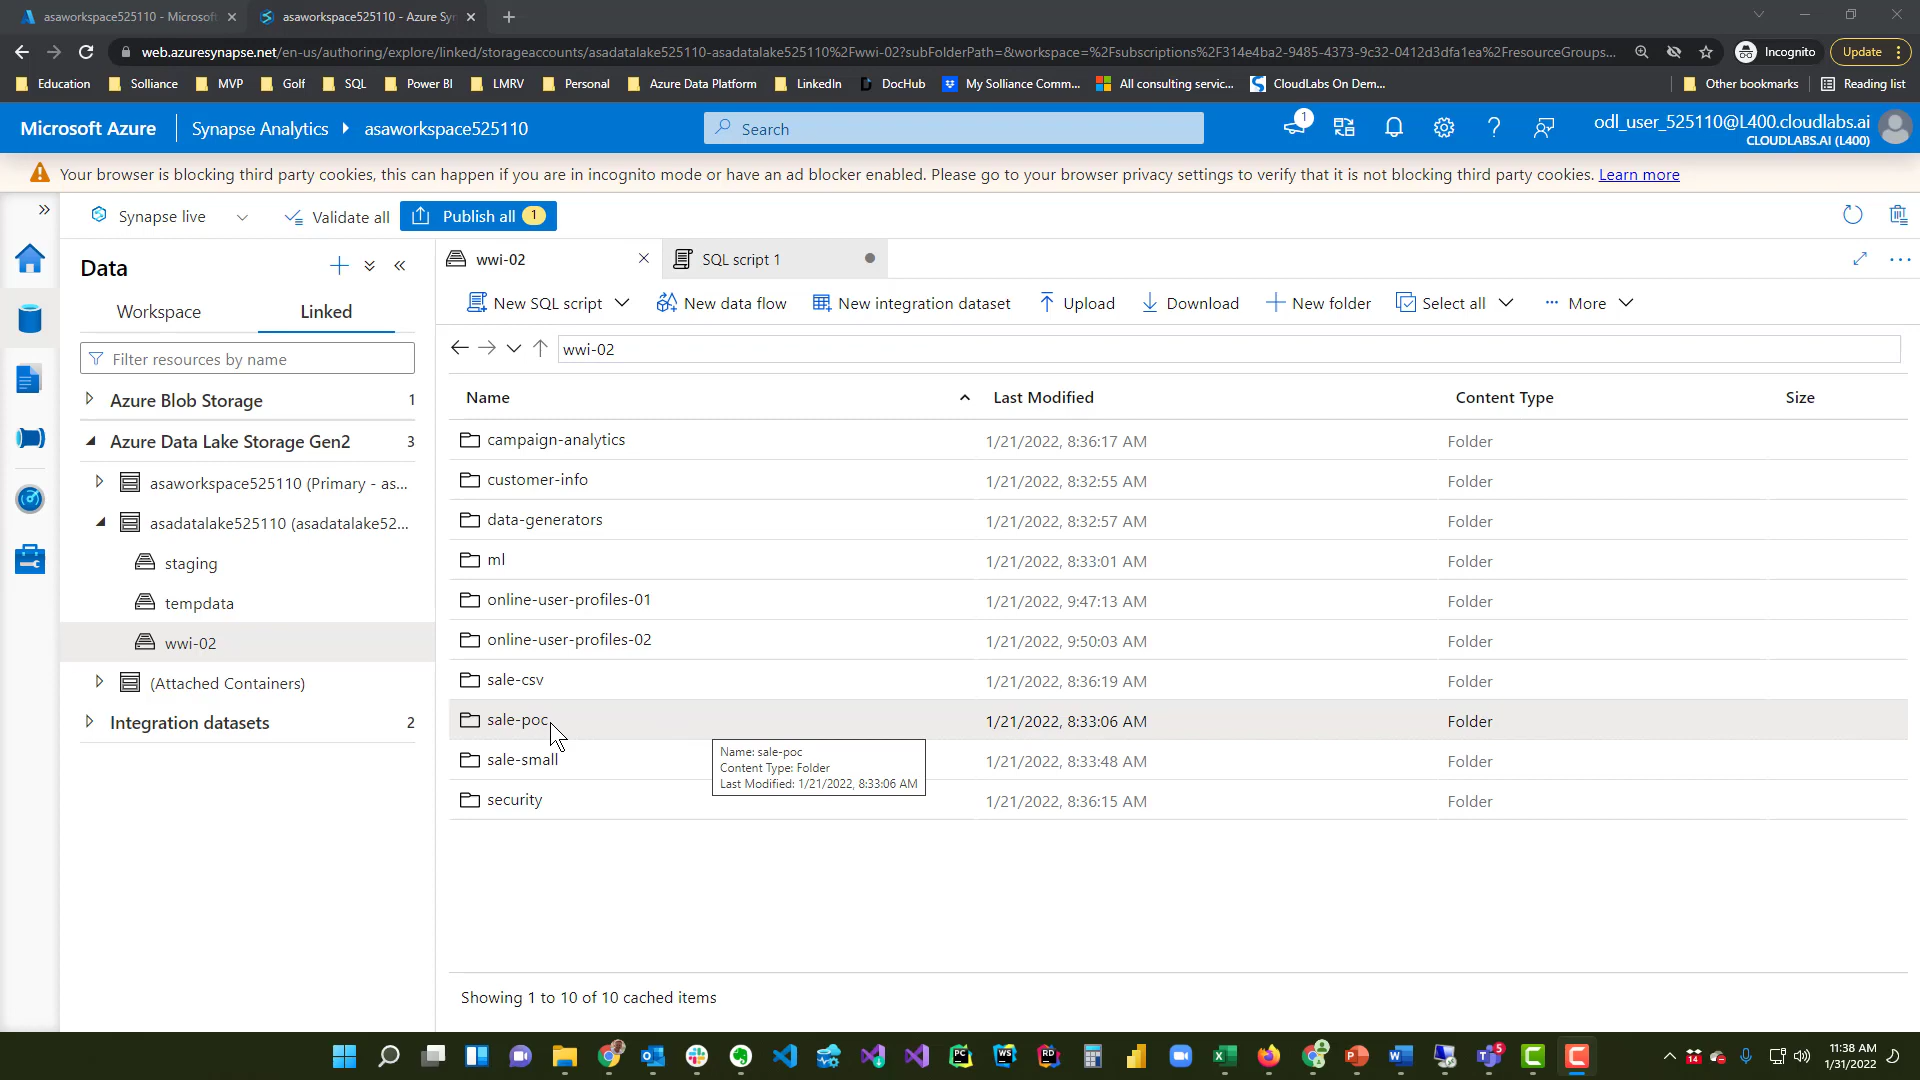 asaworkspace525110 - Microsoft
asaworkspace525110 - Azure Syn
web.azuresynapse.net/en-us/authoring/explore/linked/storageaccounts/asadatalake525110-asadatalake525110%2Fwwi-02?subFolderPath=&workspace=%2Fsubscriptions%2F314e4ba2-9485-4373-9c32-0412d3dfa1ea%2FresourceGroups...
Incognito
Update
Education
Solliance
MVP
Golf
SQL
Power BI
LMRV
Personal
Azure Data Platform
LinkedIn
DocHub
My Solliance Comm...
All consulting servic...
CloudLabs On Dem...
Other bookmarks
Reading list
Microsoft Azure
Synapse Analytics
asaworkspace525110
Search
1
odl_user_525110@L400.cloudlabs.ai
CLOUDLABS.AI (L400)
Your browser is blocking third party cookies, this can happen if you are in incognito mode or have an ad blocker enabled. Please go to your browser privacy settings to verify that it is not blocking third party cookies. Learn more
Synapse live
Validate all
Publish all 1
Data
Workspace
Linked
Filter resources by name
Azure Blob Storage 1
Azure Data Lake Storage Gen2 3
asaworkspace525110 (Primary - as...
asadatalake525110 (asadatalake52...
staging
tempdata
wwi-02
(Attached Containers)
Integration datasets 2
wwi-02
SQL script 1
New SQL script
New data flow
New integration dataset
Upload
Download
New folder
Select all
More
wwi-02
Name Last Modified Content Type Size
campaign-analytics 1/21/2022, 8:36:17 AM Folder
customer-info 1/21/2022, 8:32:55 AM Folder
data-generators 1/21/2022, 8:32:57 AM Folder
ml 1/21/2022, 8:33:01 AM Folder
online-user-profiles-01 1/21/2022, 9:47:13 AM Folder
online-user-profiles-02 1/21/2022, 9:50:03 AM Folder
sale-csv 1/21/2022, 8:36:19 AM Folder
sale-poc 1/21/2022, 8:33:06 AM Folder
Name: sale-poc
Content Type: Folder
Last Modified: 1/21/2022, 8:33:06 AM
sale-small 1/21/2022, 8:33:48 AM Folder
security 1/21/2022, 8:36:15 AM Folder
Showing 1 to 10 of 10 cached items
PC
WS
RD
5
14
11:38 AM
1/31/2022